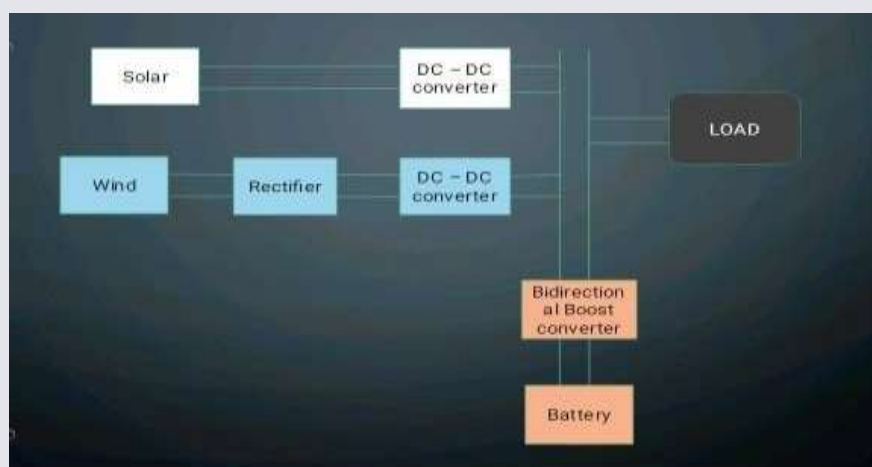 Solar
DC – DC
converter
LOAD
Wind
Rectifier
DC – DC
converter
Bidirection
al Boost
converter
Battery